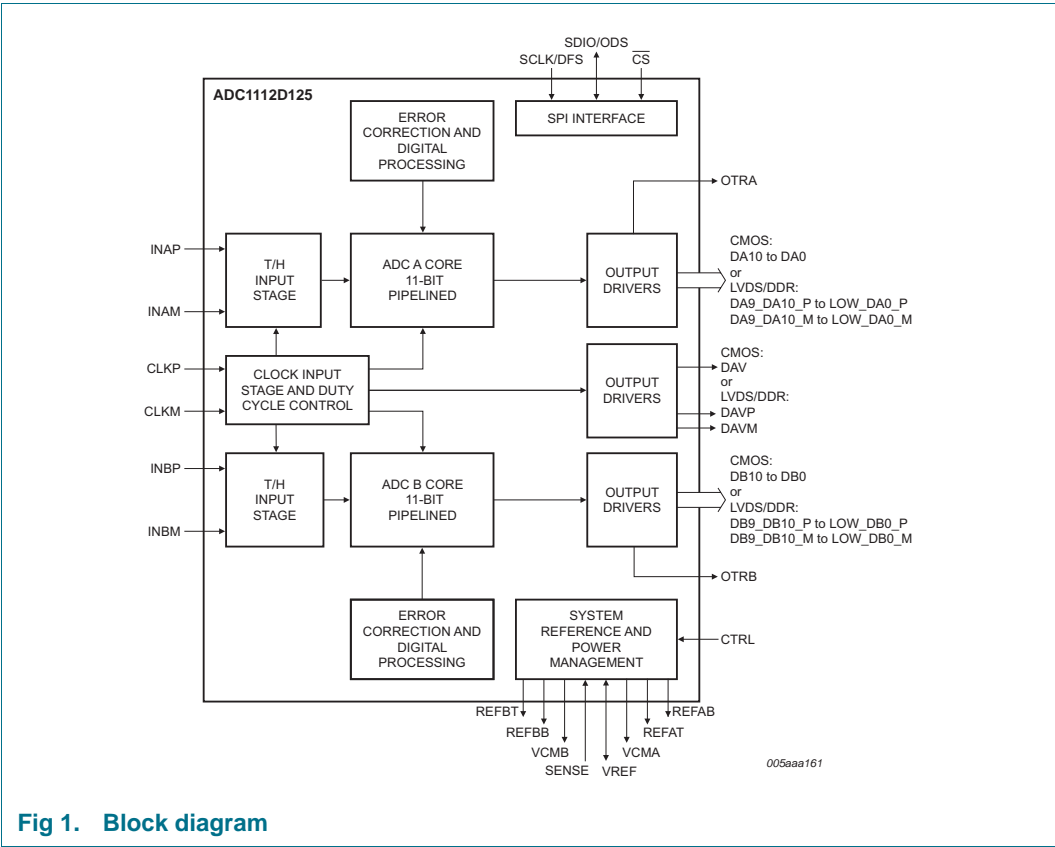 SDIO/ODS
SCLK/DFS
CS
ADC1112D125
ERROR
CORRECTION AND
DIGITAL
PROCESSING
SPI INTERFACE
OTRA
INAP
INAM
T/H
INPUT
STAGE
ADC A CORE
11-BIT
PIPELINED
OUTPUT
DRIVERS
CMOS:
DA10 to DA0
or
LVDS/DDR:
DA9_DA10_P to LOW_DA0_P
DA9_DA10_M to LOW_DA0_M
CLKP
CLKM
CLOCK INPUT
STAGE AND DUTY
CYCLE CONTROL
OUTPUT
DRIVERS
CMOS:
DAV
or
LVDS/DDR:
DAVP
DAVM
INBP
INBM
T/H
INPUT
STAGE
ADC B CORE
11-BIT
PIPELINED
OUTPUT
DRIVERS
CMOS:
DB10 to DB0
or
LVDS/DDR:
DB9_DB10_P to LOW_DB0_P
DB9_DB10_M to LOW_DB0_M
OTRB
ERROR
CORRECTION AND
DIGITAL
PROCESSING
SYSTEM
REFERENCE AND
POWER
MANAGEMENT
CTRL
REFBT
REFAB
REFBB
REFAT
VCMB
VCMA
SENSE
VREF
005aaa161
Fig 1. Block diagram